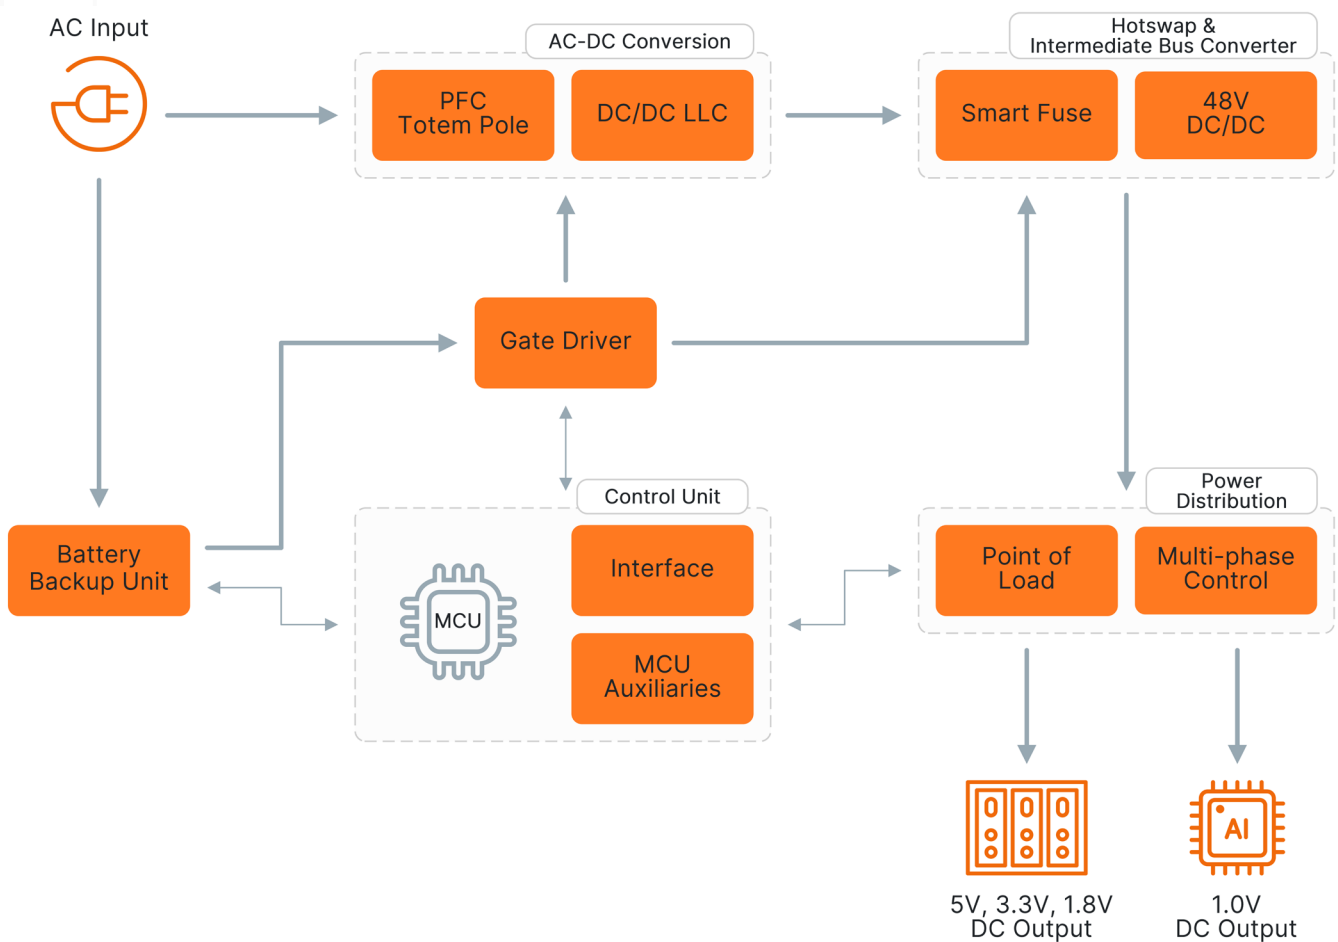 AC Input
AC-DC Conversion
PFC
Totem Pole
DC/DC LLC
Hotswap &
Intermediate Bus Converter
Smart Fuse
48V
DC/DC
Gate Driver
Battery
Backup Unit
Control Unit
MCU
Interface
MCU
Auxiliaries
Power
Distribution
Point of
Load
Multi-phase
Control
AI
5V, 3.3V, 1.8V
DC Output
1.0V
DC Output